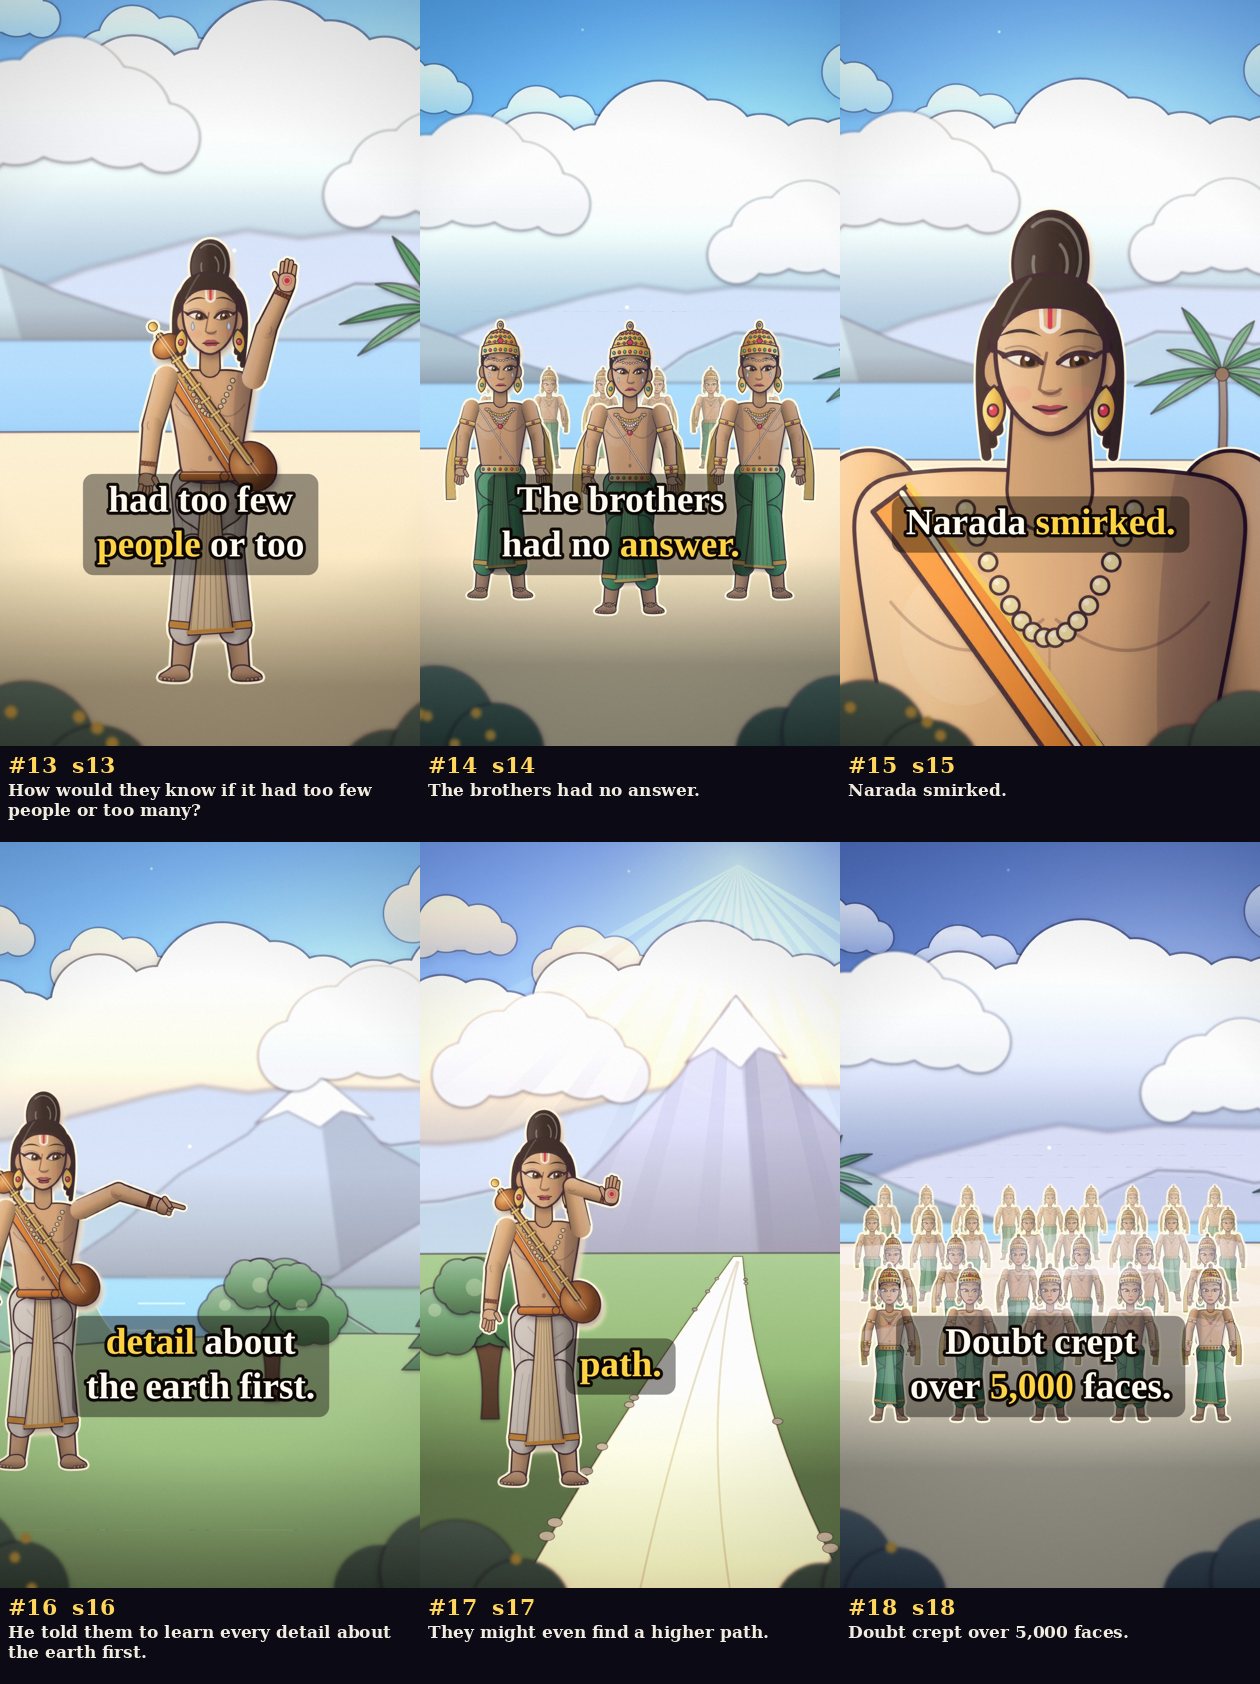 had too few
people or too
The brothers
had no answer.
Narada smirked.
#13 s13
How would they know if it had too few
people or too many?
#14 s14
The brothers had no answer.
#15 s15
Narada smirked.
detail about
the earth first.
path.
Doubt crept
over 5,000 faces.
#16 s16
He told them to learn every detail about
the earth first.
#17 s17
They might even find a higher path.
#18 s18
Doubt crept over 5,000 faces.